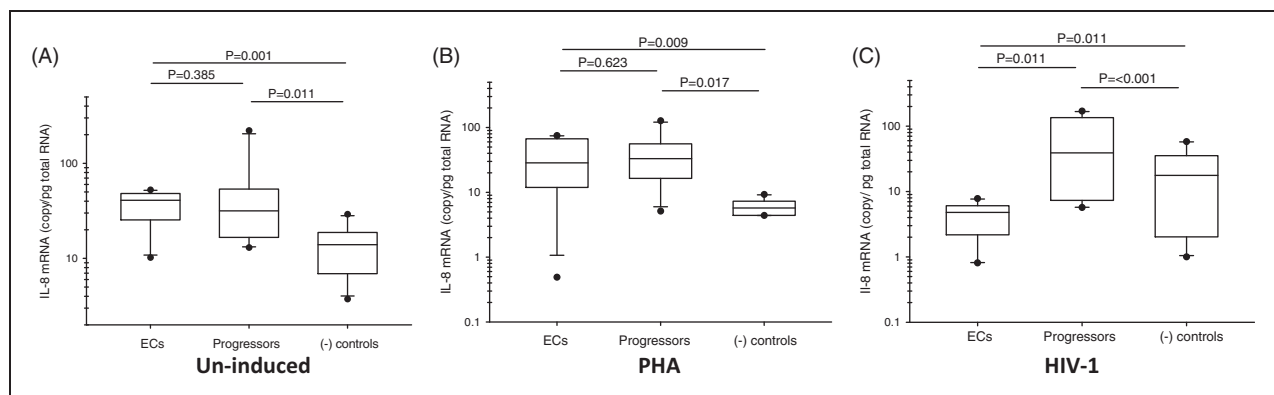 (A)
P=0.001
P=0.385
P=0.011
IL-8 mRNA (copy/pg total RNA)
100
10
ECs
Progressors
(-) controls
Un-induced
(B)
P=0.009
P=0.623
P=0.017
IL-8 mRNA (copy/pg total RNA)
100
10
1
0.1
ECs
Progressors
(-) controls
PHA
(C)
P=0.011
P=0.011
P=<0.001
Il-8 mRNA (copy/ pg total RNA)
100
10
1
0.1
ECs
Progressors
(-) controls
HIV-1